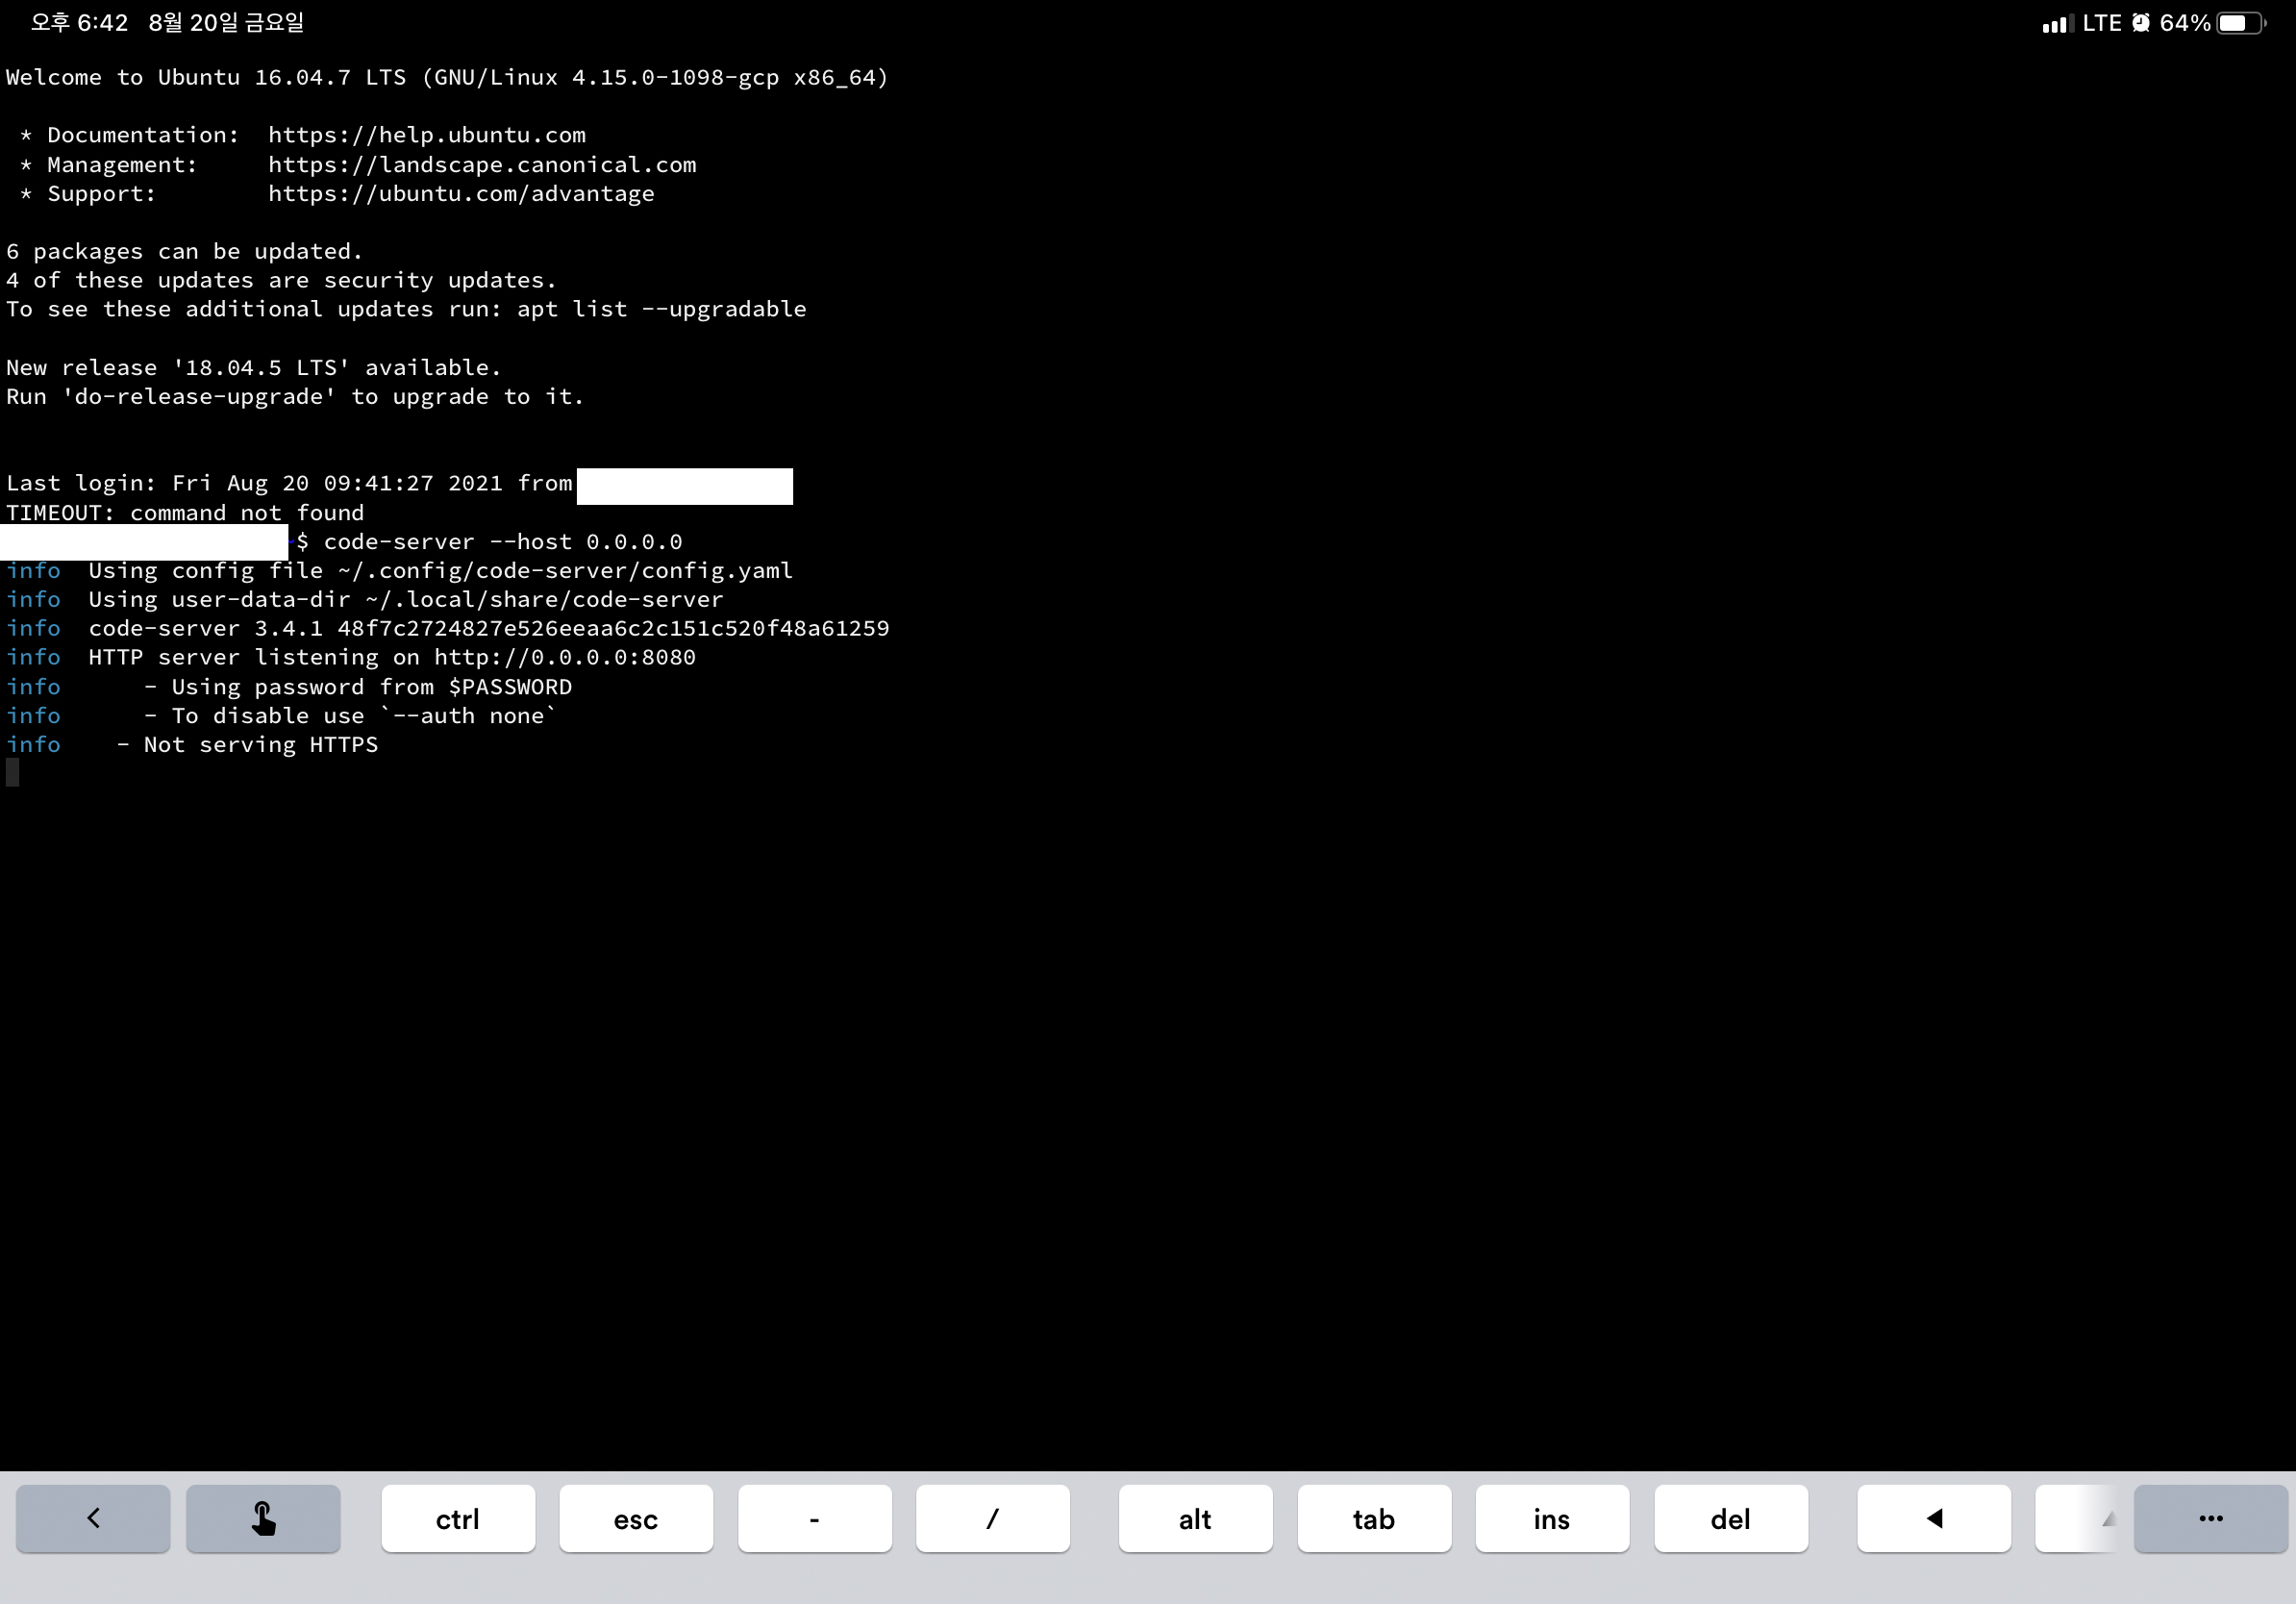 오후 6:42 8월 20일 금요일
LTE 64%
Welcome to Ubuntu 16.04.7 LTS (GNU/Linux 4.15.0-1098-gcp x86_64)
* Documentation:  https://help.ubuntu.com
* Management:     https://landscape.canonical.com
* Support:        https://ubuntu.com/advantage
6 packages can be updated.
4 of these updates are security updates.
To see these additional updates run: apt list --upgradable
New release '18.04.5 LTS' available.
Run 'do-release-upgrade' to upgrade to it.
Last login: Fri Aug 20 09:41:27 2021 from
TIMEOUT: command not found
$ code-server --host 0.0.0.0
info  Using config file ~/.config/code-server/config.yaml
info  Using user-data-dir ~/.local/share/code-server
info  code-server 3.4.1 48f7c2724827e526eeaa6c2c151c520f48a61259
info  HTTP server listening on http://0.0.0.0:8080
info      - Using password from $PASSWORD
info      - To disable use `--auth none`
info    - Not serving HTTPS
ctrl esc - / alt tab ins del ...